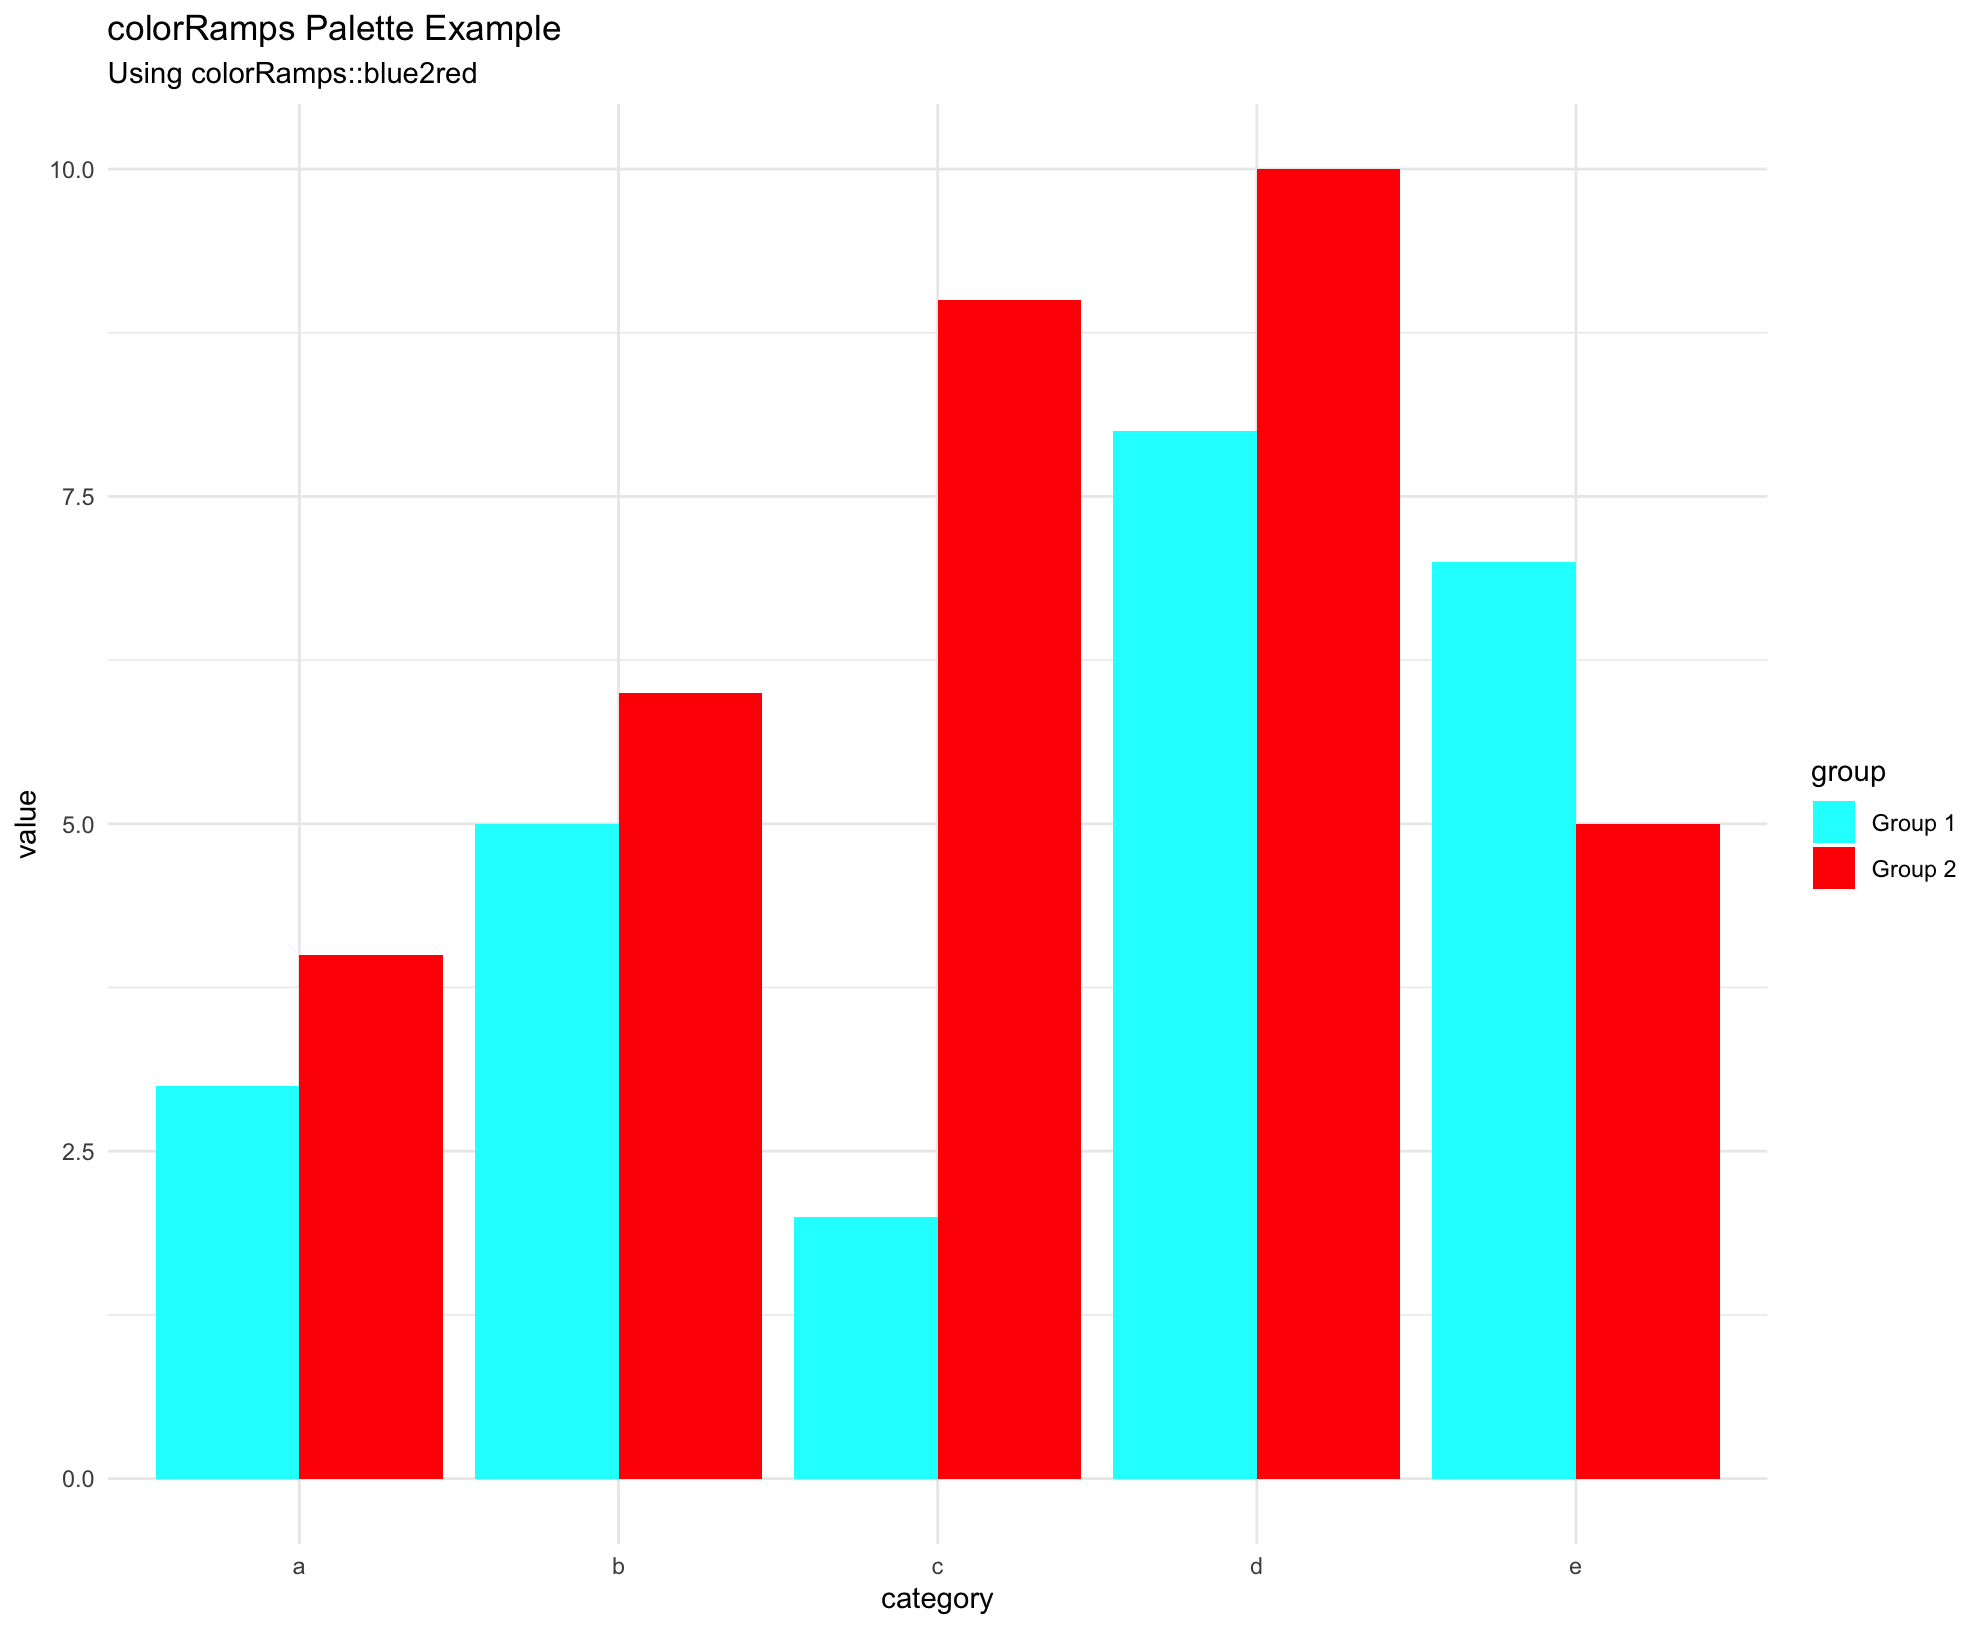 colorRamps Palette Example
Using colorRamps::blue2red
10.0
7.5
5.0
2.5
0.0
value
a b c d e
category
group
Group 1
Group 2